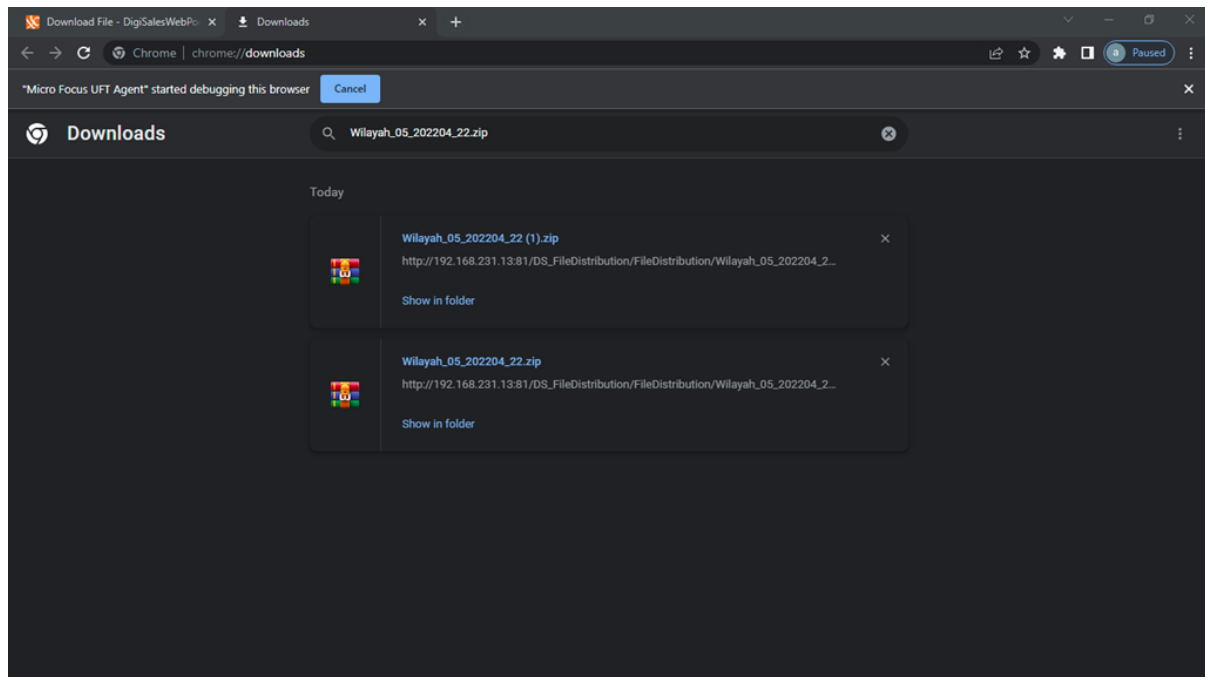 Download File - DigiSalesWebPo
Downloads
Chrome | chrome://downloads
a Paused
"Micro Focus UFT Agent" started debugging this browser
Cancel
Downloads
Wilayah_05_202204_22.zip
Today
Wilayah_05_202204_22 (1).zip
http://192.168.231.13:81/DS_FileDistribution/FileDistribution/Wilayah_05_202204_2...
Show in folder
Wilayah_05_202204_22.zip
http://192.168.231.13:81/DS_FileDistribution/FileDistribution/Wilayah_05_202204_2...
Show in folder